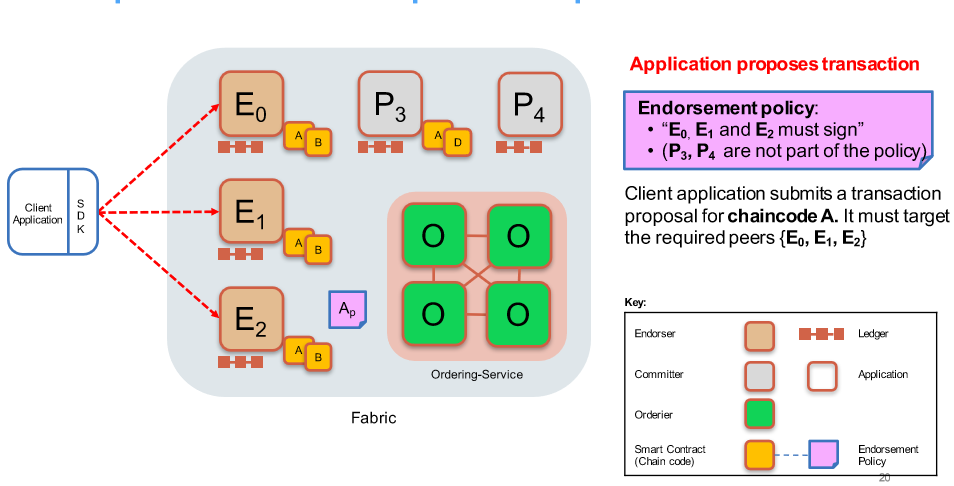 Application proposes transaction
Endorsement policy:
• “E0, E1 and E2 must sign”
• (P3, P4 are not part of the policy)
Client application submits a transaction
proposal for chaincode A. It must target
the required peers {E0, E1, E2}
Client
Application
S
D
K
E0
A
B
P3
A
D
P4
E1
A
B
E2
A
B
Ap
O
O
O
O
Ordering-Service
Fabric
Key:
Endorser
Ledger
Committer
Application
Orderier
Smart Contract
(Chain code)
Endorsement
Policy
20